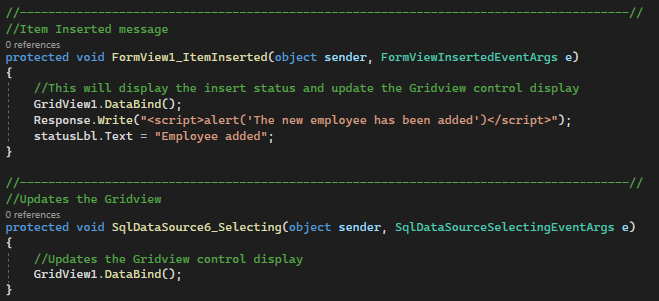 //--------------------------------------------------------------------------------------//
//Item Inserted message
0 references
protected void FormView1_ItemInserted(object sender, FormViewInsertedEventArgs e)
{
//This will display the insert status and update the Gridview control display
GridView1.DataBind();
Response.Write("<script>alert('The new employee has been added')</script>");
statusLbl.Text = "Employee added";
}
//--------------------------------------------------------------------------------------//
//Updates the Gridview
0 references
protected void SqlDataSource6_Selecting(object sender, SqlDataSourceSelectingEventArgs e)
{
//Updates the Gridview control display
GridView1.DataBind();
}